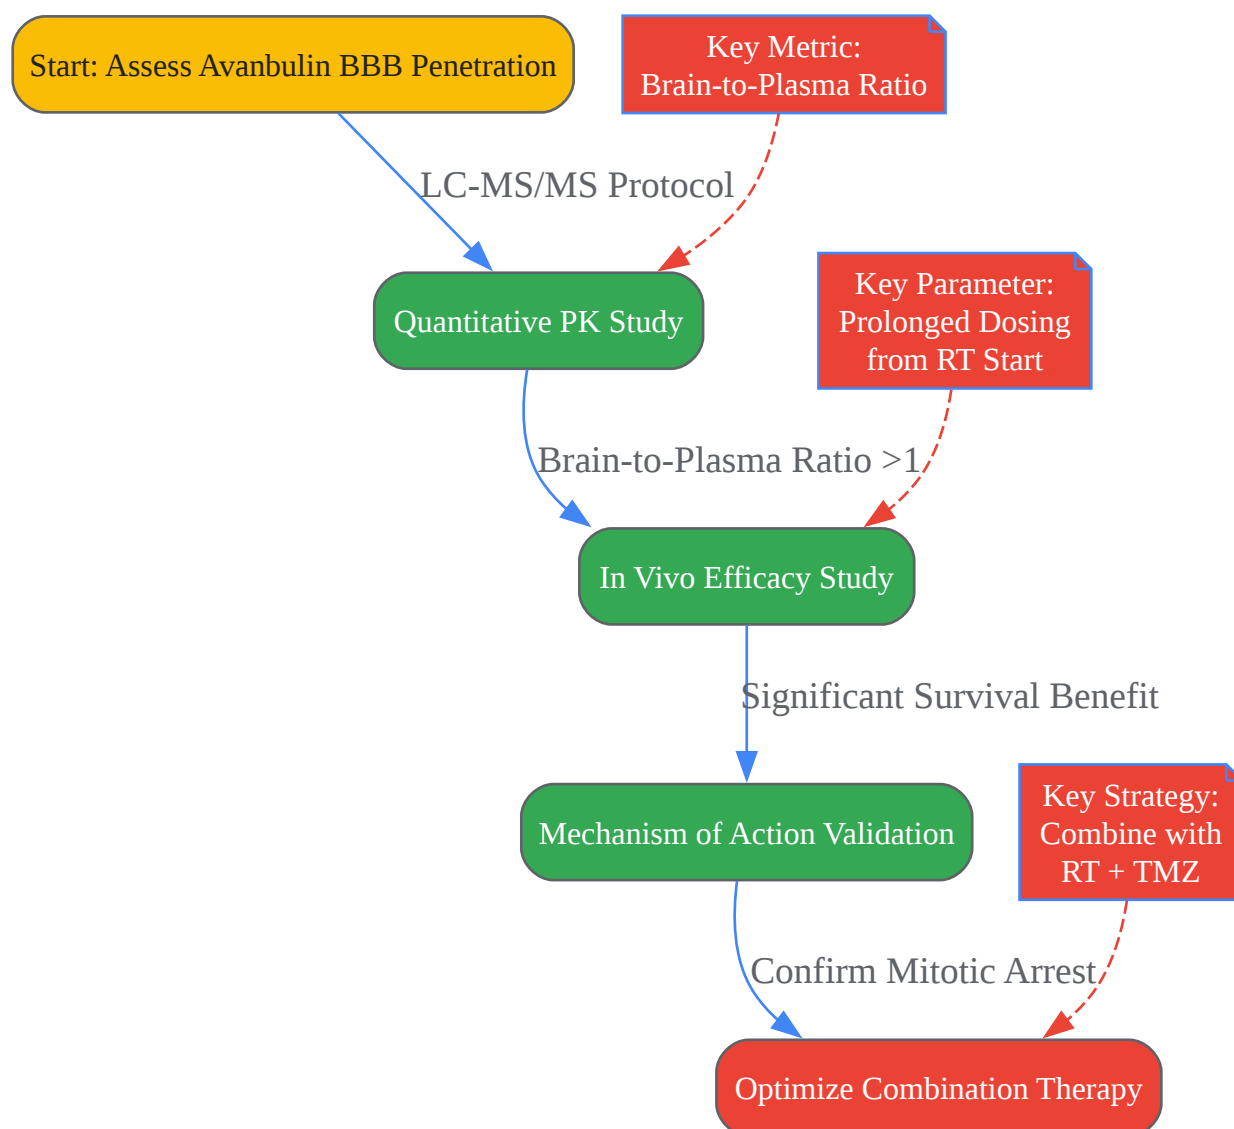 Start: Assess Avanbulin BBB Penetration
Key Metric:
Brain-to-Plasma Ratio
LC-MS/MS Protocol
Quantitative PK Study
Key Parameter:
Prolonged Dosing
from RT Start
Brain-to-Plasma Ratio >1
In Vivo Efficacy Study
Significant Survival Benefit
Mechanism of Action Validation
Key Strategy:
Combine with
RT + TMZ
Confirm Mitotic Arrest
Optimize Combination Therapy